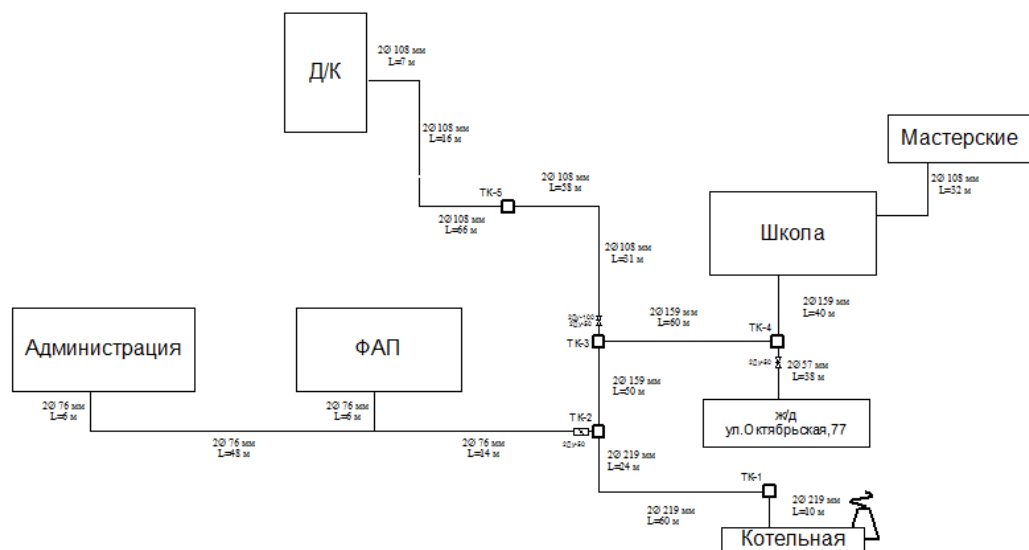 2Ø 108 мм
L=7 м
Д/К
2Ø 108 мм
L=16 м
Мастерские
2Ø 108 мм
L=32 м
ТК-5
2Ø 108 мм
L=58 м
2Ø 108 мм
L=66 м
Школа
2Ø 108 мм
L=31 м
2Ø 159 мм
L=60 м
ТК-4
2Ø 159 мм
L=40 м
ТК-3
2Ø 57 мм
L=38 м
Администрация
ФАП
2Ø 159 мм
L=50 м
ж/д
ул.Октябрьская,77
2Ø 76 мм
L=6 м
2Ø 76 мм
L=6 м
ТК-2
2Ø 76 мм
L=48 м
2Ø 76 мм
L=14 м
2Ø 219 мм
L=24 м
ТК-1
2Ø 219 мм
L=60 м
2Ø 219 мм
L=10 м
Котельная